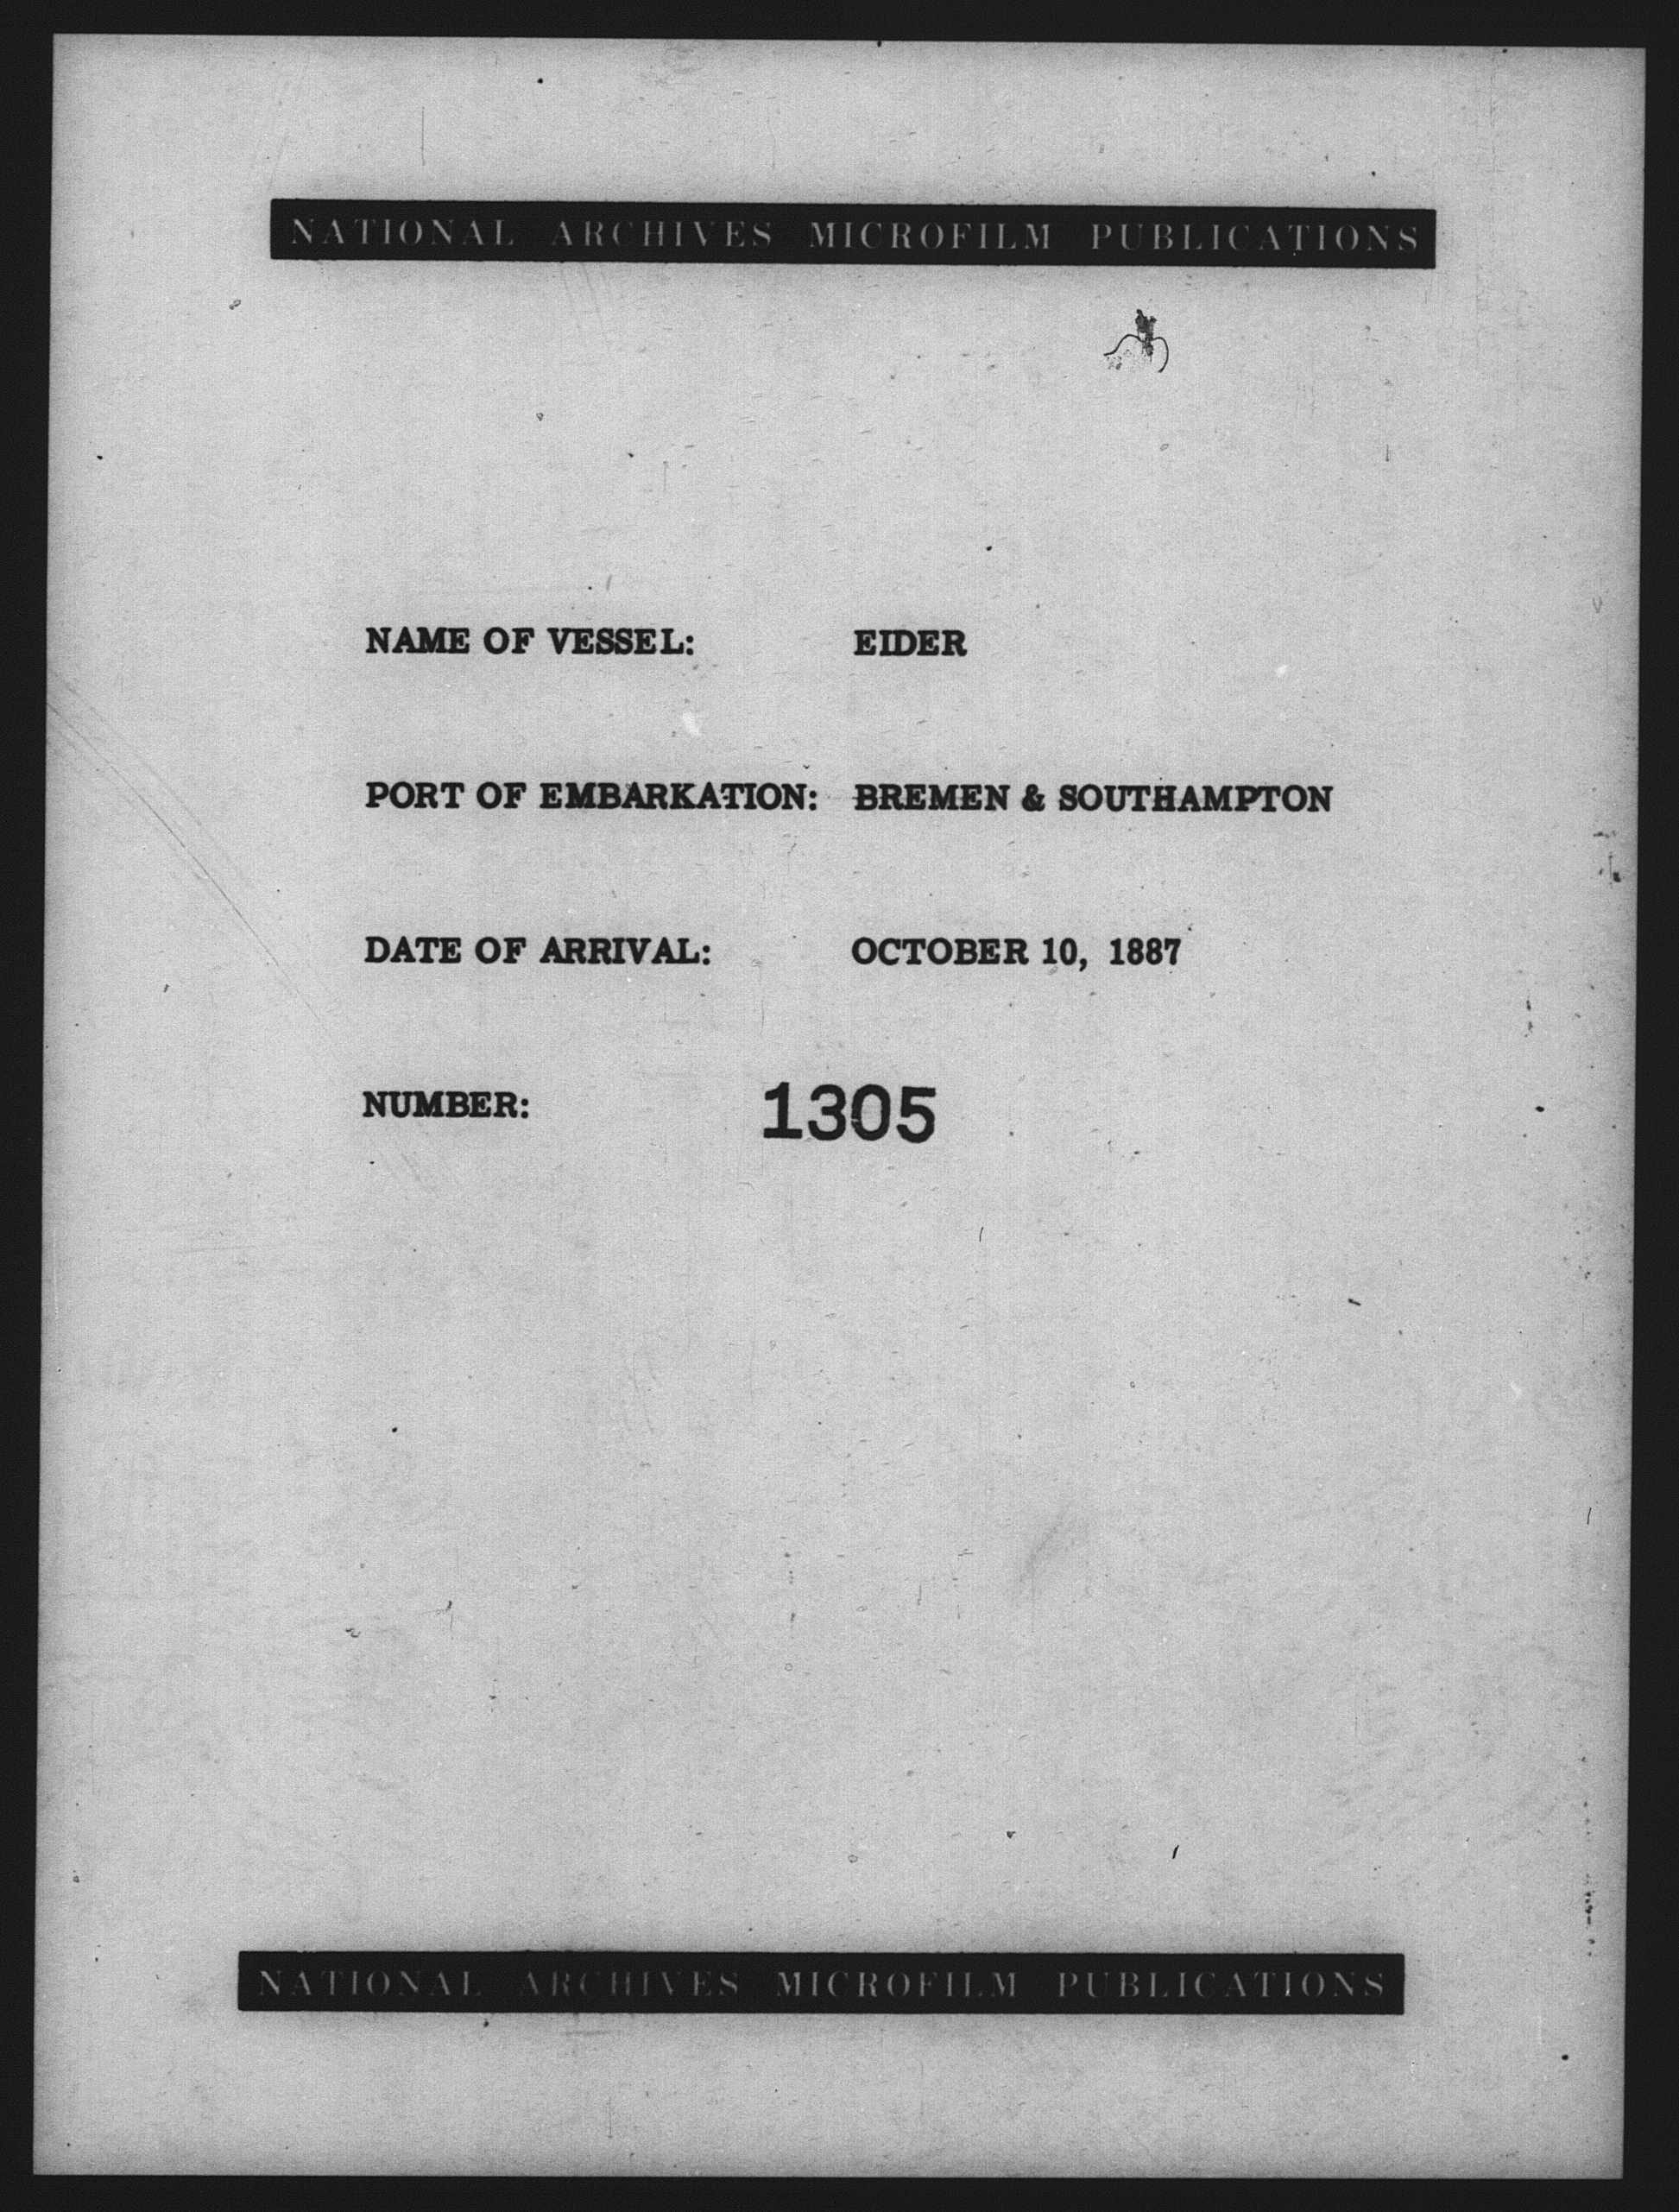 NATIONAL ARCHIVES MICROFILM PUBLICATIONS
NAME OF VESSEL: EIDER
PORT OF EMBARKATION: BREMEN & SOUTHAMPTON
DATE OF ARRIVAL: OCTOBER 10, 1887
NUMBER: 1305
NATIONAL ARCHIVES MICROFILM PUBLICATIONS